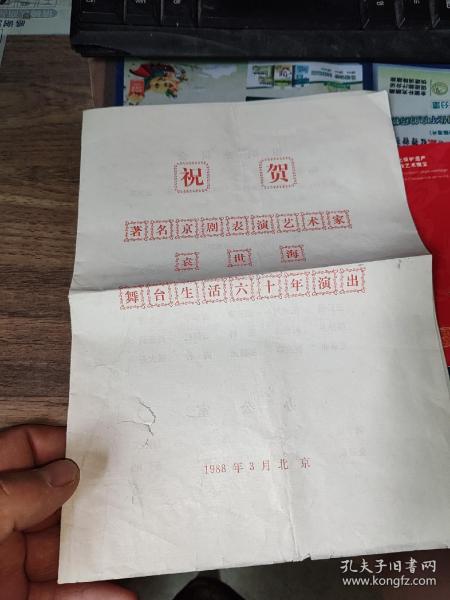 祝 贺
著名京剧表演艺术家
袁世海
舞台生活六十年演出
1988年3月北京
孔夫子旧书网
www.kongfz.com